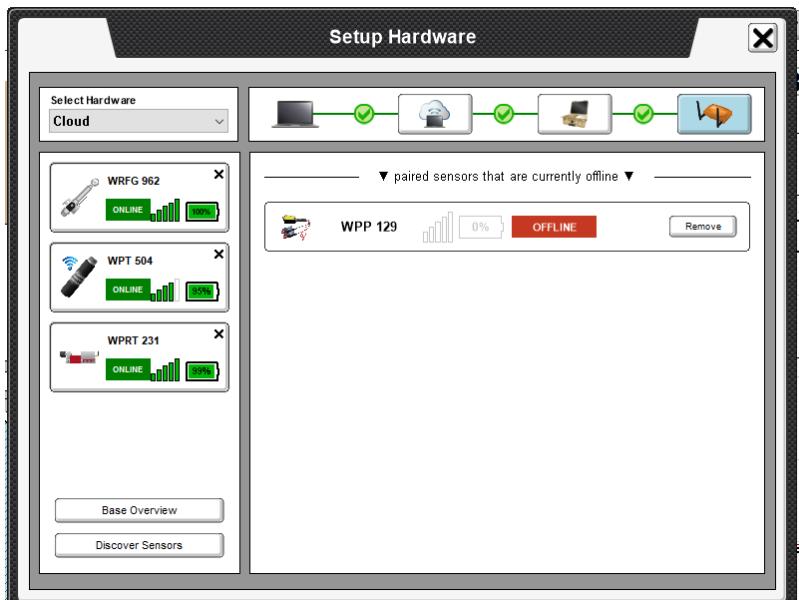 Setup Hardware
Select Hardware
Cloud
WRFG 962
ONLINE 100%
WPT 504
ONLINE 95%
WPRT 231
ONLINE 99%
Base Overview
Discover Sensors
▼ paired sensors that are currently offline ▼
WPP 129 0% OFFLINE Remove